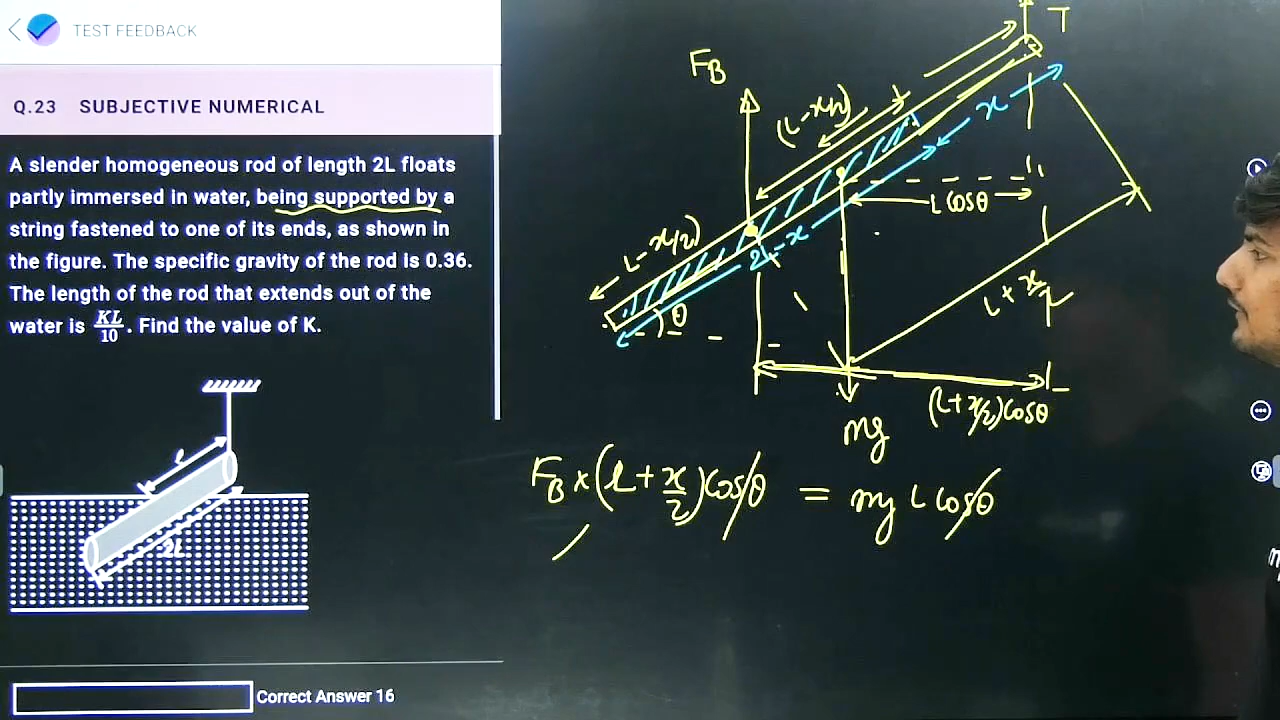 TEST FEEDBACK
Q.23 SUBJECTIVE NUMERICAL
A slender homogeneous rod of length 2L floats
partly immersed in water, being supported by a
string fastened to one of its ends, as shown in
the figure. The specific gravity of the rod is 0.36.
The length of the rod that extends out of the
water is KL/10. Find the value of K.
l
2L
Correct Answer 16
T
F_B
(L-x/2)
x
L cosθ
L-x/2)
2L-x
θ
L+x/2
(L+x/2)cosθ
mg
F_B × (L + x/2) cosθ = mg L cosθ